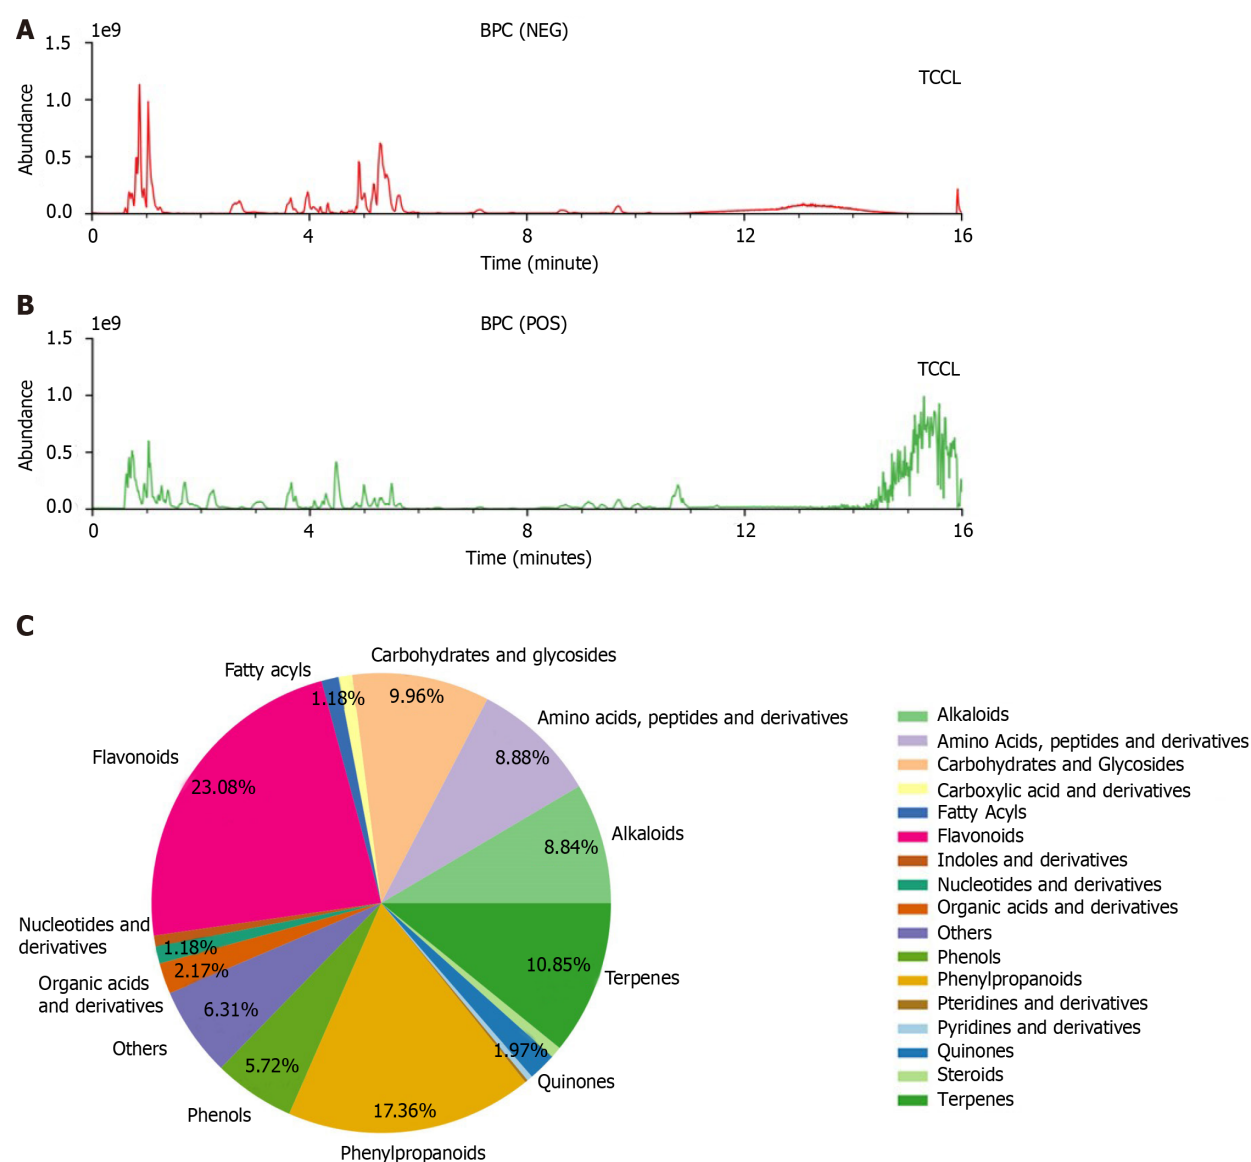 A
1e9
BPC (NEG)
1.5
TCCL
1.0
Abundance
0.5
0.0
0
4
8
12
16
Time (minute)
B
1e9
BPC (POS)
1.5
TCCL
1.0
Abundance
0.5
0.0
0
4
8
12
16
Time (minutes)
C
Carbohydrates and glycosides
Fatty acyls
1.18%
9.96%
Amino acids, peptides and derivatives
8.88%
Flavonoids
23.08%
Alkaloids
8.84%
Nucleotides and
derivatives
1.18%
2.17%
Organic acids
and derivatives
6.31%
Others
5.72%
Phenols
17.36%
Phenylpropanoids
1.97%
Quinones
10.85%
Terpenes
Alkaloids
Amino Acids, peptides and derivatives
Carbohydrates and Glycosides
Carboxylic acid and derivatives
Fatty Acyls
Flavonoids
Indoles and derivatives
Nucleotides and derivatives
Organic acids and derivatives
Others
Phenols
Phenylpropanoids
Pteridines and derivatives
Pyridines and derivatives
Quinones
Steroids
Terpenes